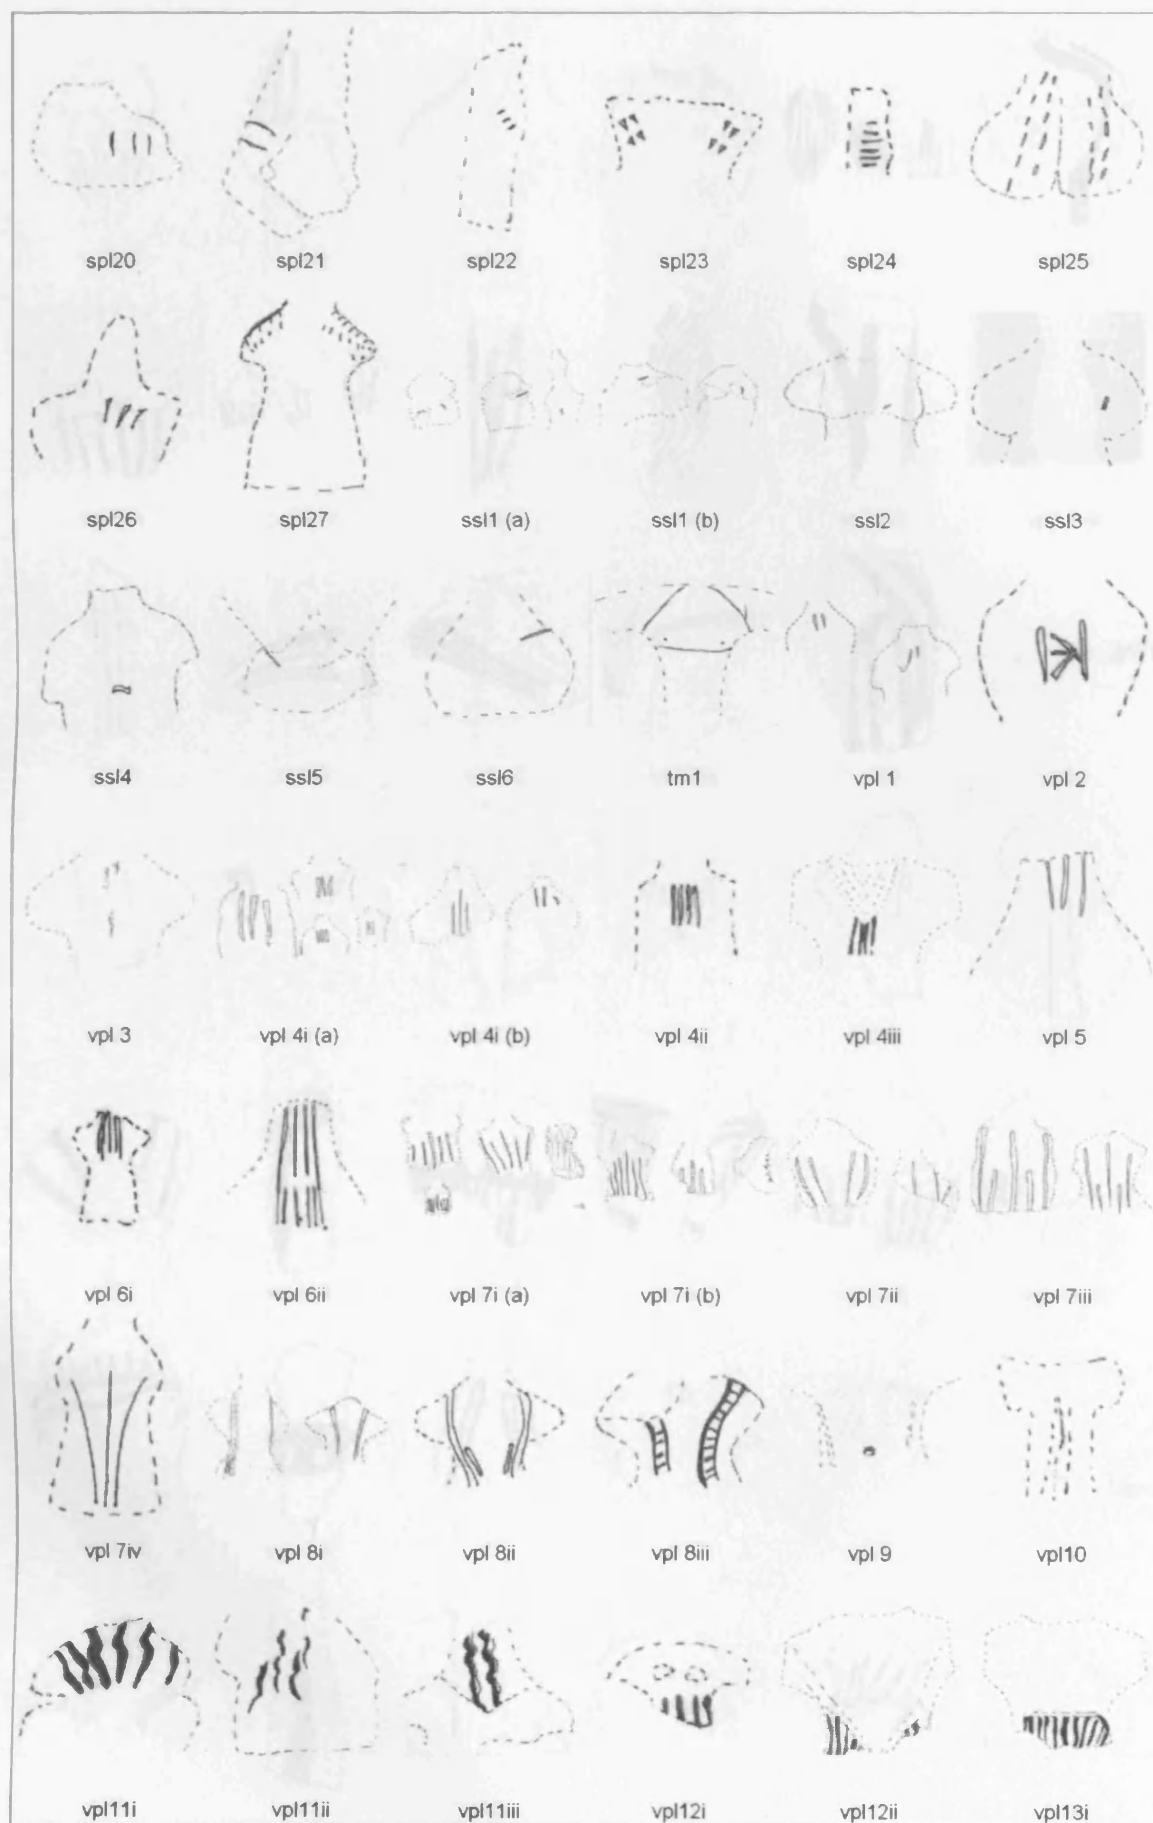 spl20 spl21 spl22 spl23 spl24 spl25
spl26 spl27 ssl1 (a) ssl1 (b) ssl2 ssl3
ssl4 ssl5 ssl6 tm1 vpl 1 vpl 2
vpl 3 vpl 4i (a) vpl 4i (b) vpl 4ii vpl 4iii vpl 5
vpl 6i vpl 6ii vpl 7i (a) vpl 7i (b) vpl 7ii vpl 7iii
vpl 7iv vpl 8i vpl 8ii vpl 8iii vpl 9 vpl10
vpl11i vpl11ii vpl11iii vpl12i vpl12ii vpl13i